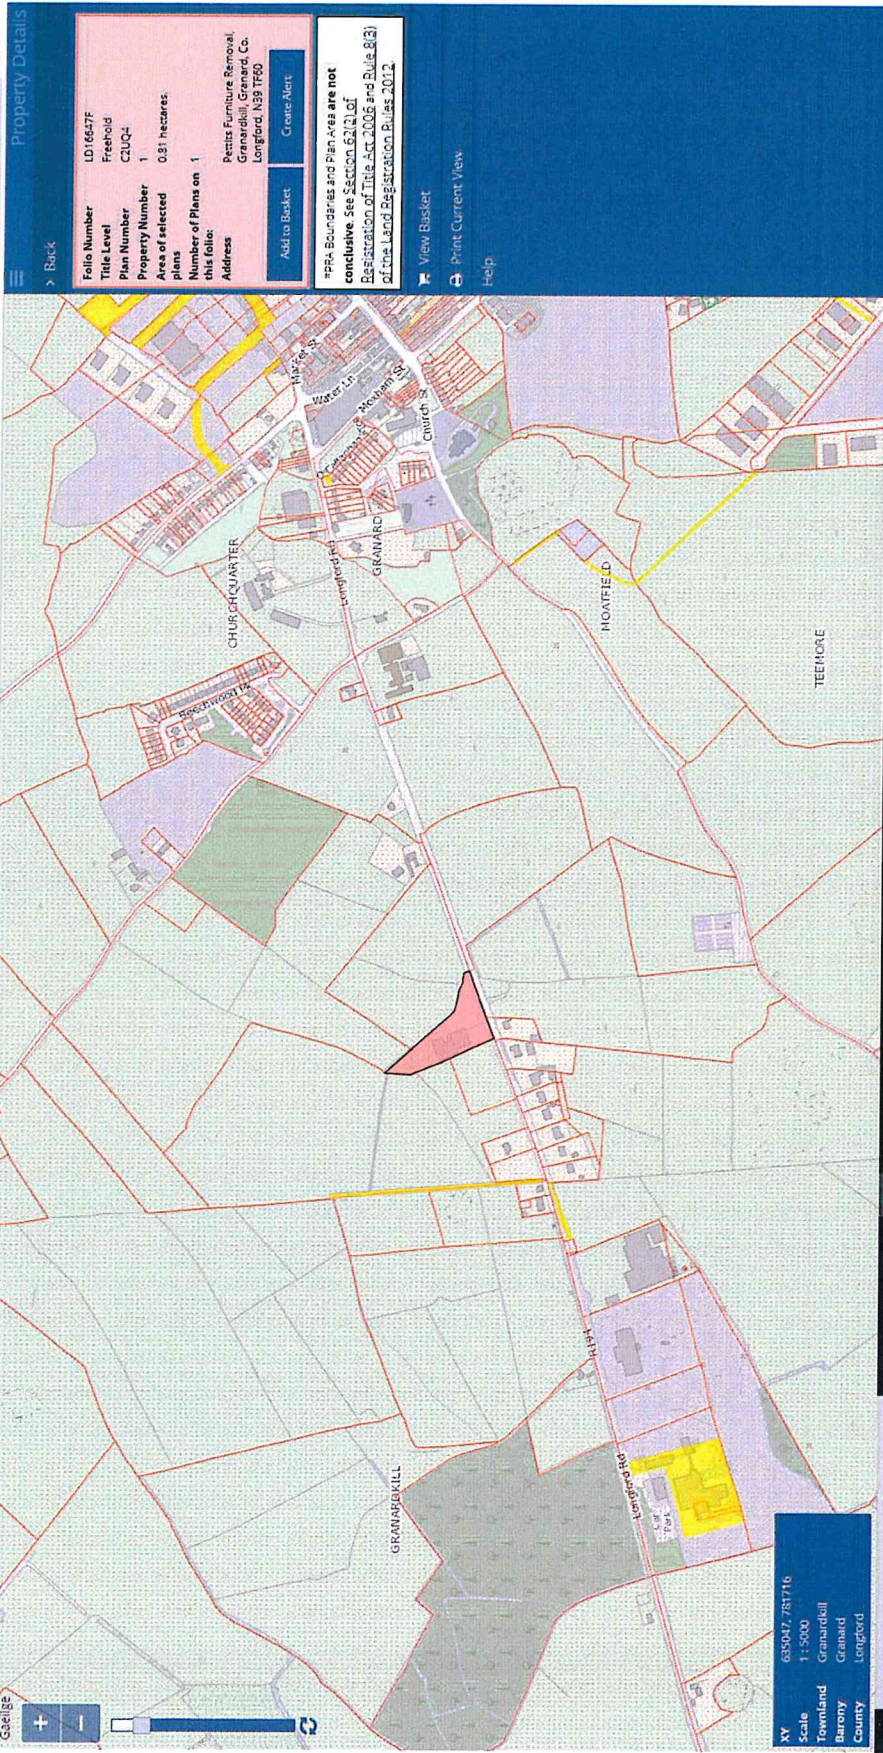 Property Details
Back
Folio Number LD16647F
Title Level Freehold
Plan Number C2UQ4
Property Number 1
Area of selected plans 0.81 hectares.
Number of Plans on this folio: 1
Address Pettits Furniture Removal,
Granardkill, Granard, Co.
Longford, N39 TF60
Add to Basket
Create Alert
*PRA Boundaries and Plan Area are not
conclusive. See Section 62(2) of
Registration of Title Act 2006 and Rule 8(3)
of the Land Registration Rules 2012.
View Basket
Print Current View
Help
Gaeilge
+
−
CHURCHQUARTER
Beechwood Pk
Longford Rd
GRANARD
Market St
Water Ln
Moxham St
Church St
MOATFIELD
TEEMORE
GRANARDKILL
R194
Longford Rd
Car
Park
XY 635047, 781716
Scale 1 : 5000
Townland Granardkill
Barony Granard
County Longford